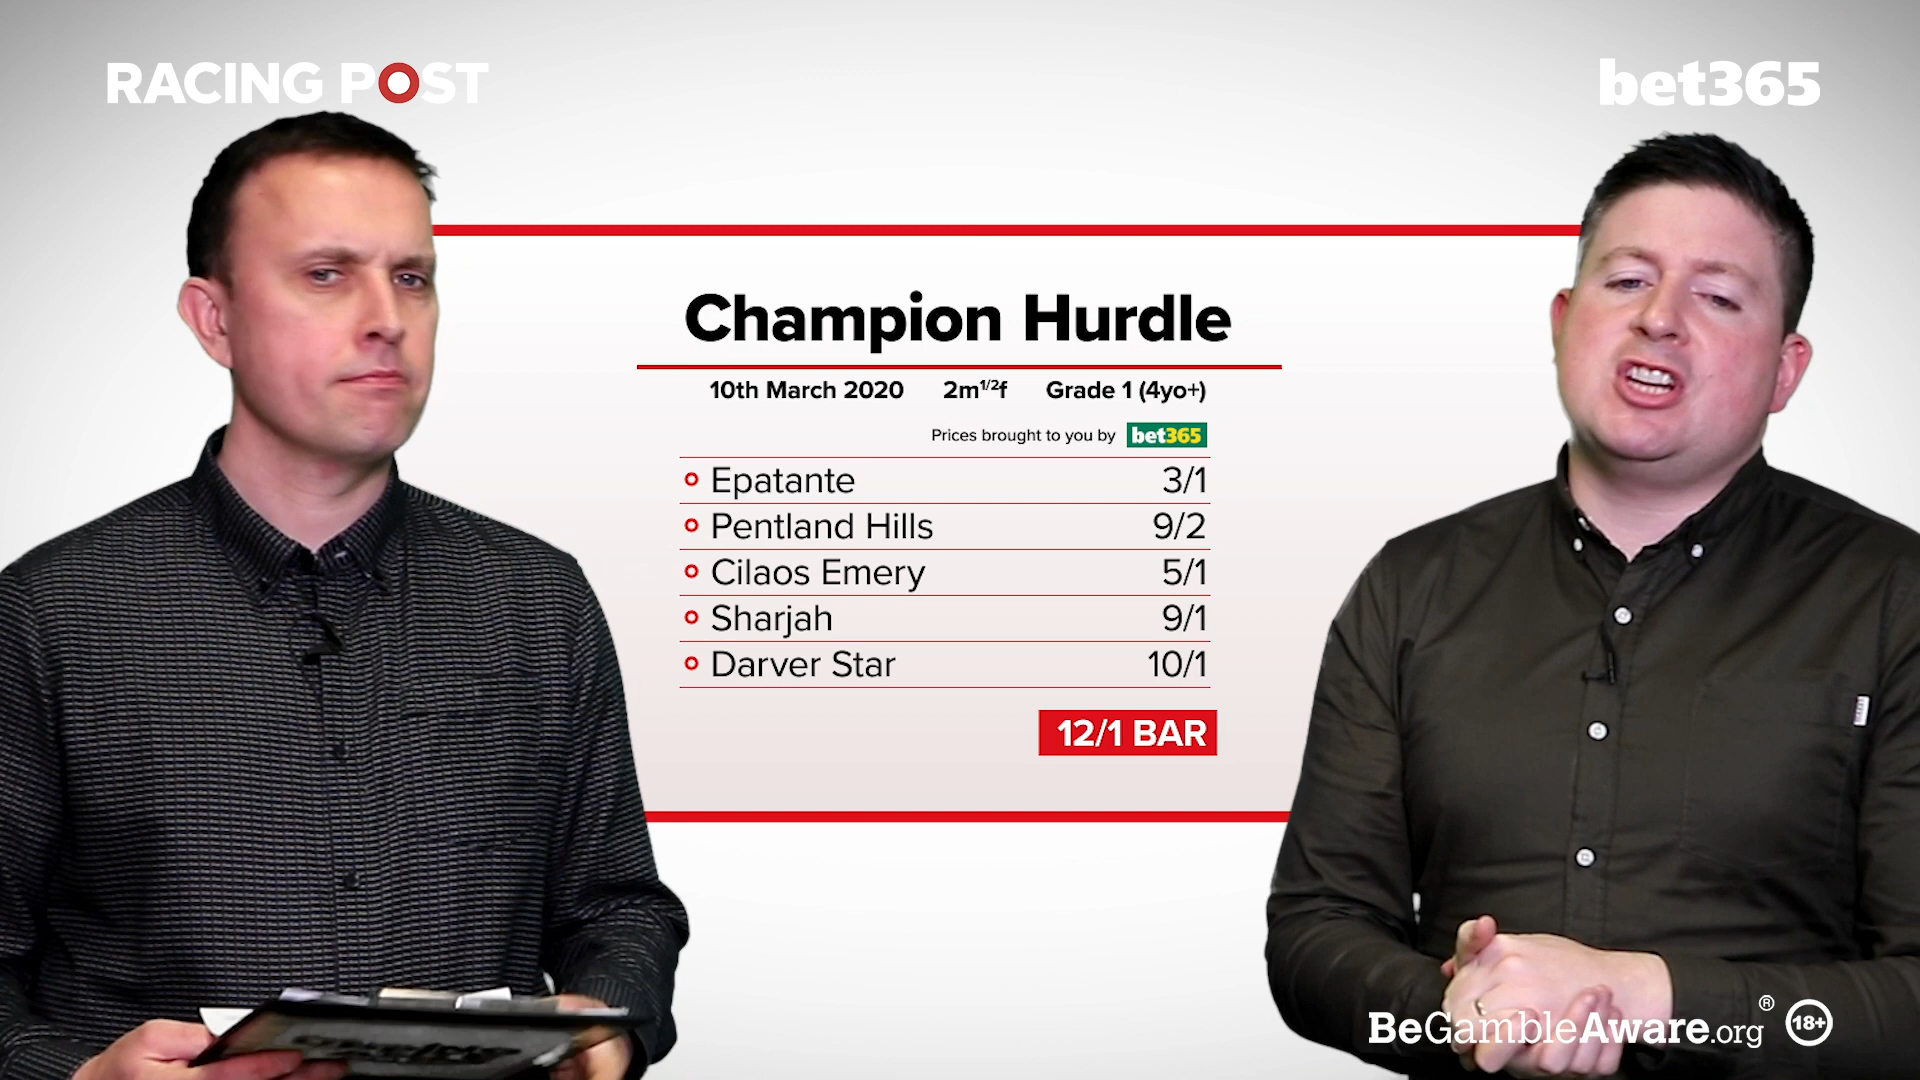 RACING POST
bet365
Champion Hurdle
10th March 2020 2m1/2f Grade 1 (4yo+)
Prices brought to you by bet365
Epatante 3/1
Pentland Hills 9/2
Cilaos Emery 5/1
Sharjah 9/1
Darver Star 10/1
12/1 BAR
BeGambleAware.org® 18+